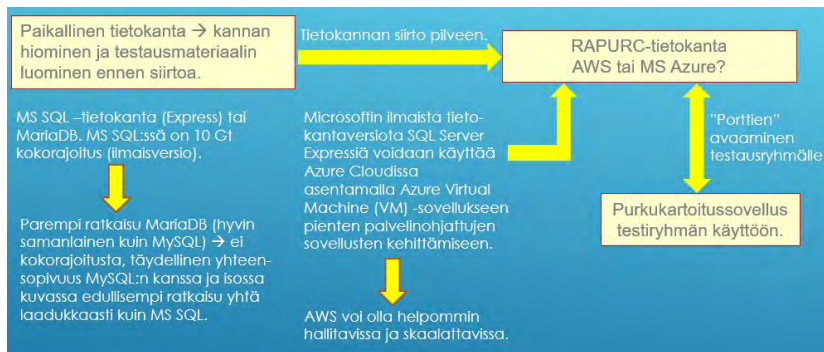 Paikallinen tietokanta → kannan
hiominen ja testausmateriaalin
luominen ennen siirtoa.
Tietokannan siirto pilveen.
RAPURC-tietokanta
AWS tai MS Azure?
MS SQL –tietokanta (Express) tai
MariaDB. MS SQL:ssä on 10 Gt
kokorajoitus (ilmaisversio).
Parempi ratkaisu MariaDB (hyvin
samanlainen kuin MySQL) → ei
kokorajoitusta, täydellinen yhteen-
sopivuus MySQL:n kanssa ja isossa
kuvassa edullisempi ratkaisu yhtä
laadukkaasti kuin MS SQL.
Microsoftin ilmaista tieto-
kantaversiota SQL Server
Expressiä voidaan käyttää
Azure Cloudissa
asentamalla Azure Virtual
Machine (VM) -sovellukseen
pienten palvelinohjattujen
sovellusten kehittämiseen.
AWS voi olla helpommin
hallitavissa ja skaalattavissa.
"Porttien"
avaaminen
testausryhmälle
Purkukartoitussovellus
testiryhmän käyttöön.